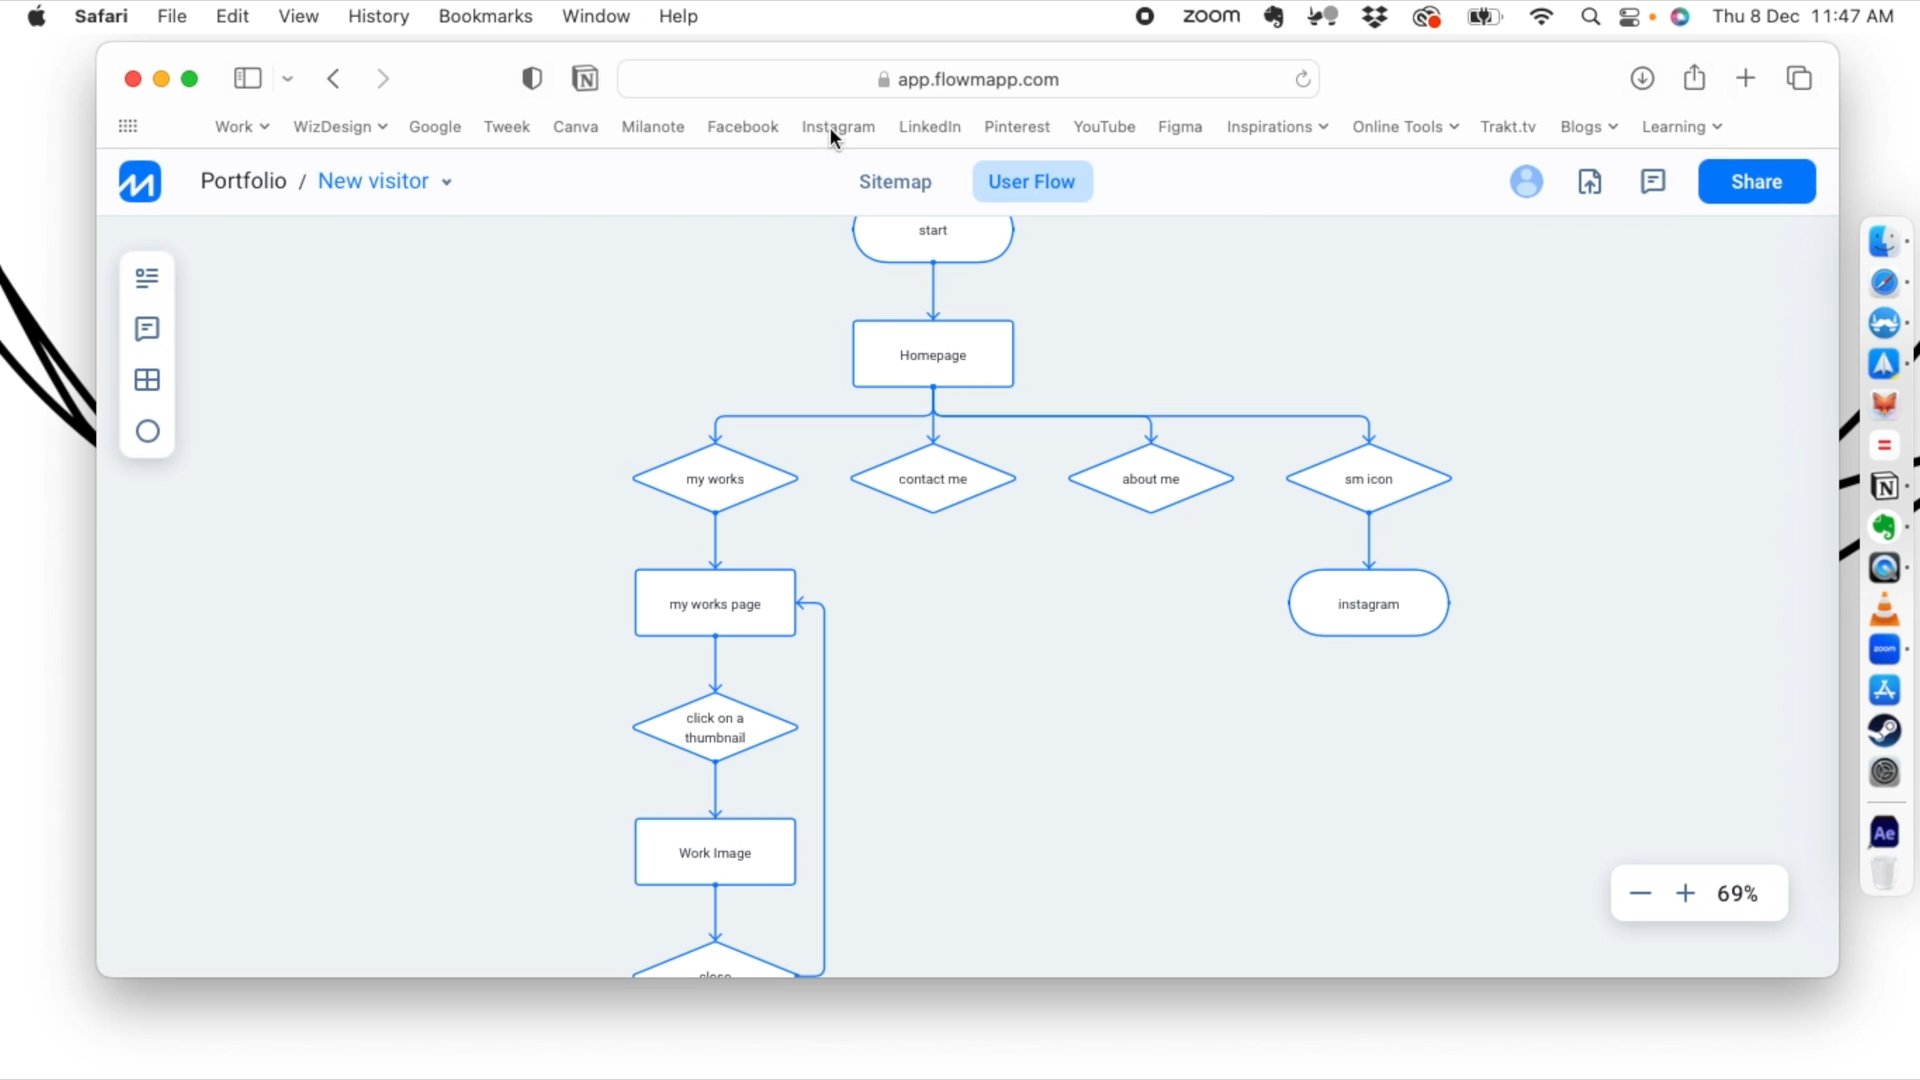 Safari File Edit View History Bookmarks Window Help zoom Thu 8 Dec 11:47 AM
app.flowmapp.com
Work WizDesign Google Tweek Canva Milanote Facebook Instagram LinkedIn Pinterest YouTube Figma Inspirations Online Tools Trakt.tv Blogs Learning
Portfolio / New visitor Sitemap User Flow Share
start
Homepage
my works contact me about me sm icon
my works page instagram
click on a
thumbnail
Work Image
close
69%
N
zoom
Ae